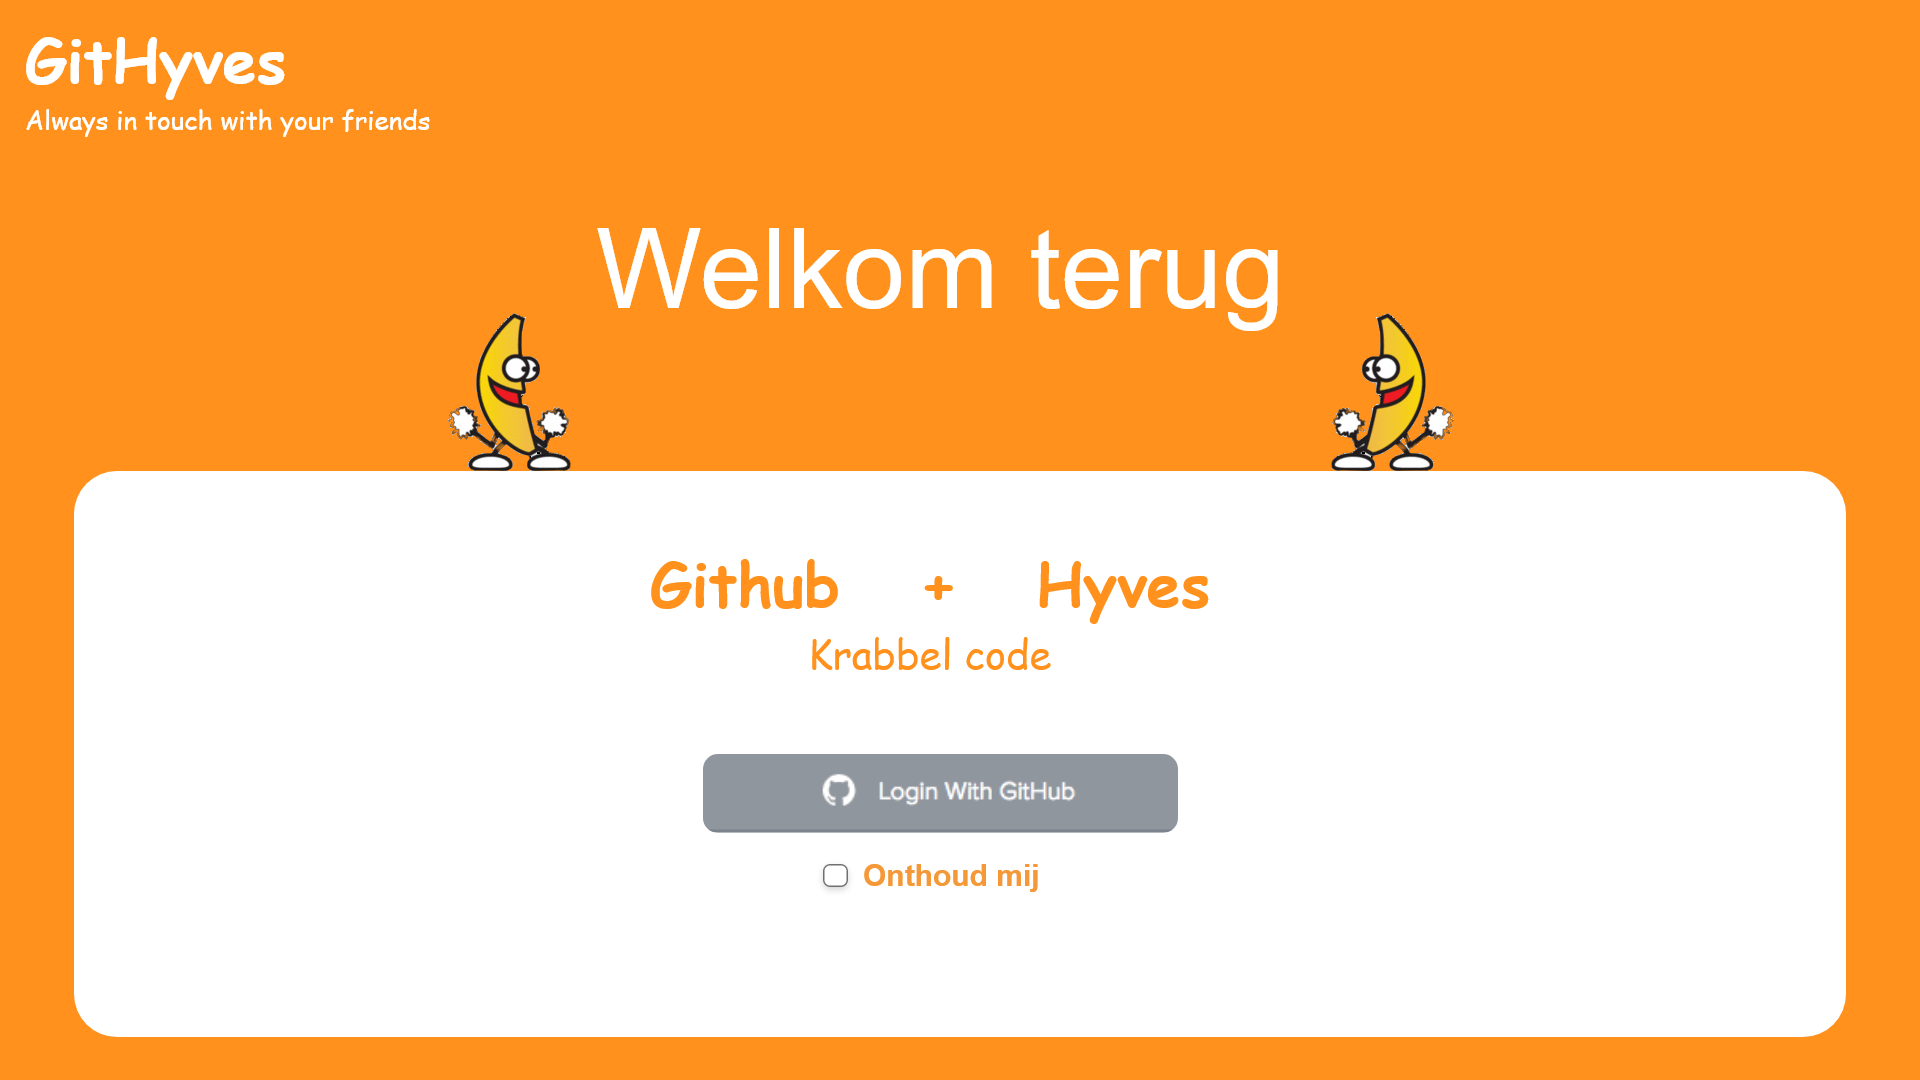 GitHyves
Always in touch with your friends
Welkom terug
Github + Hyves
Krabbel code
Login With GitHub
Onthoud mij